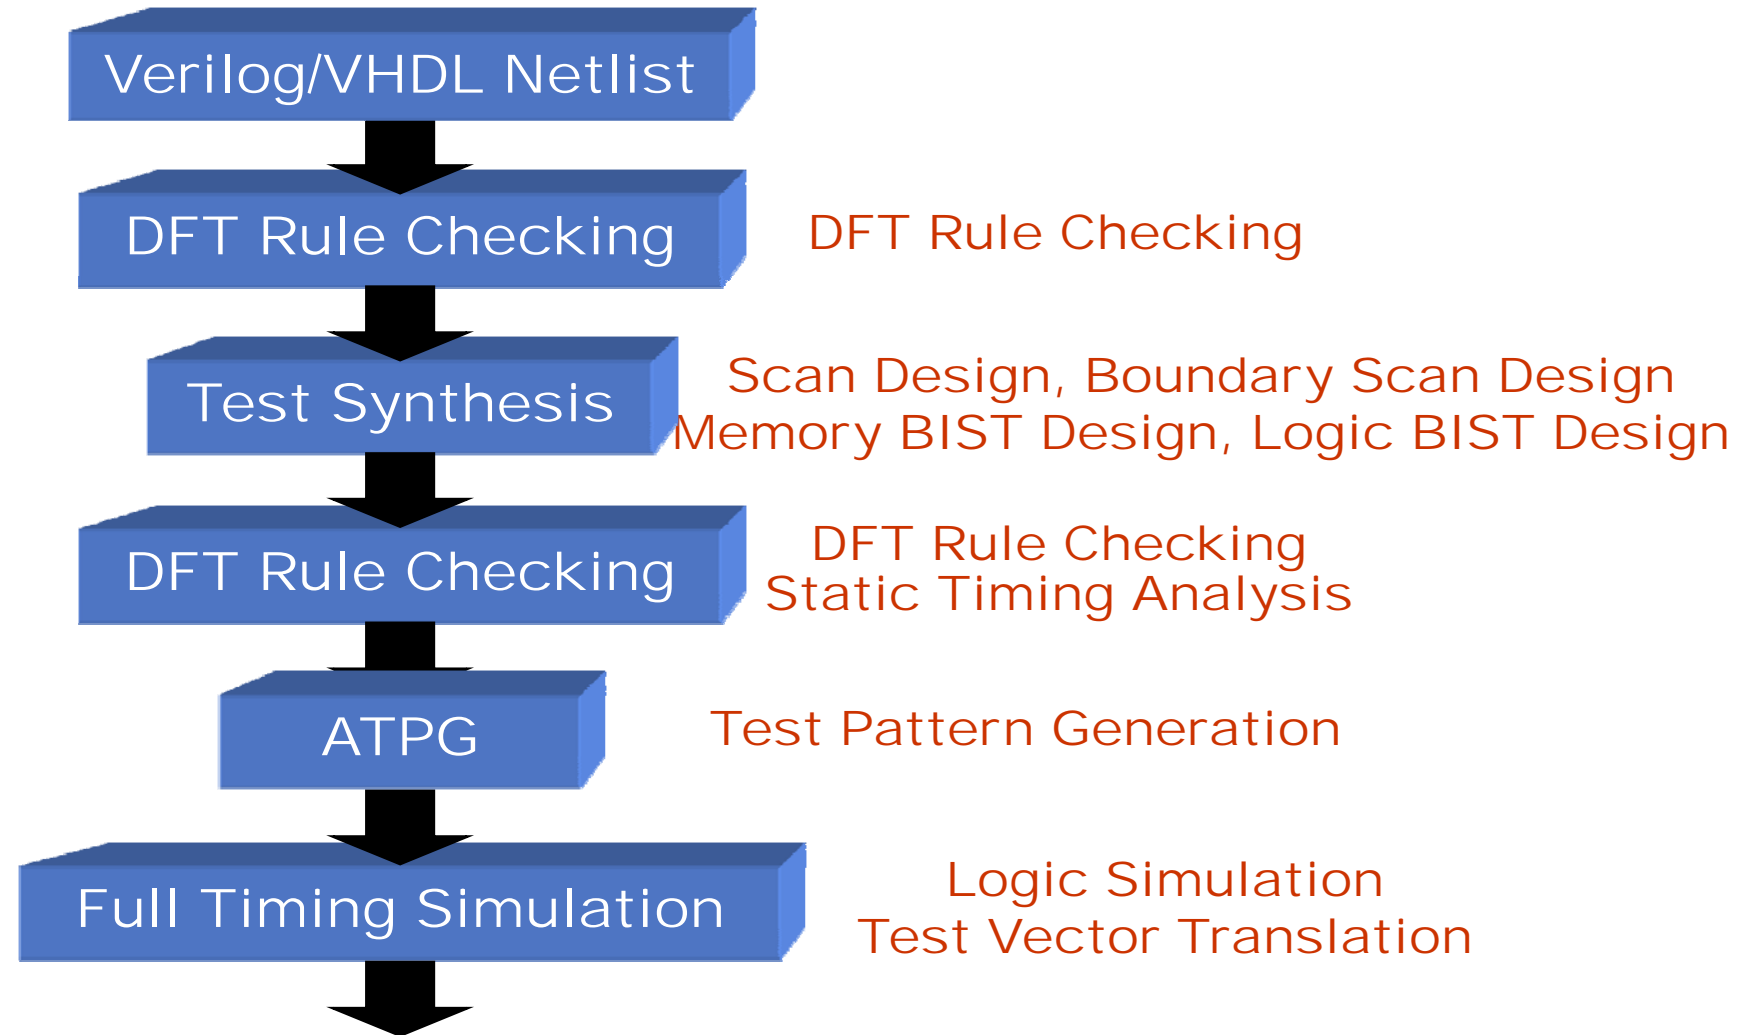 Verilog/VHDL Netlist
DFT Rule Checking
DFT Rule Checking
Test Synthesis
Scan Design, Boundary Scan Design
Memory BIST Design, Logic BIST Design
DFT Rule Checking
DFT Rule Checking
Static Timing Analysis
ATPG
Test Pattern Generation
Full Timing Simulation
Logic Simulation
Test Vector Translation